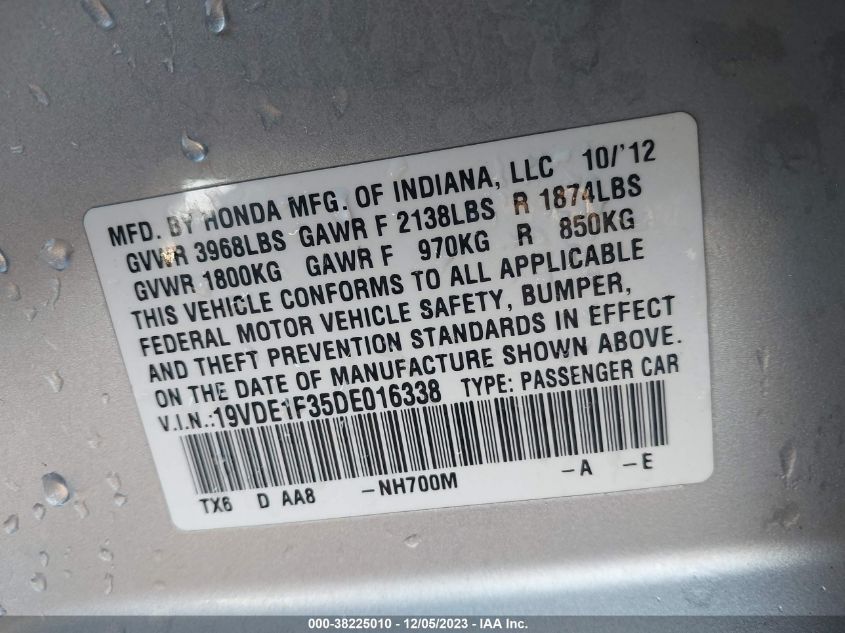 MFD. BY HONDA MFG. OF INDIANA, LLC 10/'12
GVWR 3968LBS GAWR F 2138LBS R 1874LBS
GVWR 1800KG GAWR F 970KG R 850KG
THIS VEHICLE CONFORMS TO ALL APPLICABLE
FEDERAL MOTOR VEHICLE SAFETY, BUMPER,
AND THEFT PREVENTION STANDARDS IN EFFECT
ON THE DATE OF MANUFACTURE SHOWN ABOVE.
V.I.N.:19VDE1F35DE016338 TYPE: PASSENGER CAR
TX6 D AA8 -NH700M -A -E
000-38225010 - 12/05/2023 - IAA Inc.